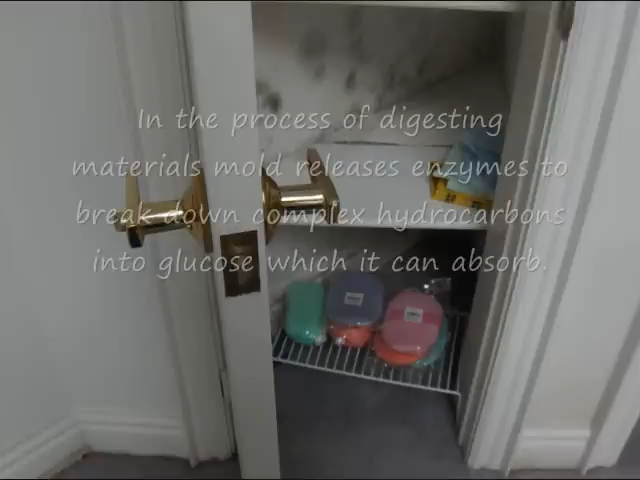 In the process of digesting
materials mold releases enzymes to
break down complex hydrocarbons
into glucose which it can absorb.